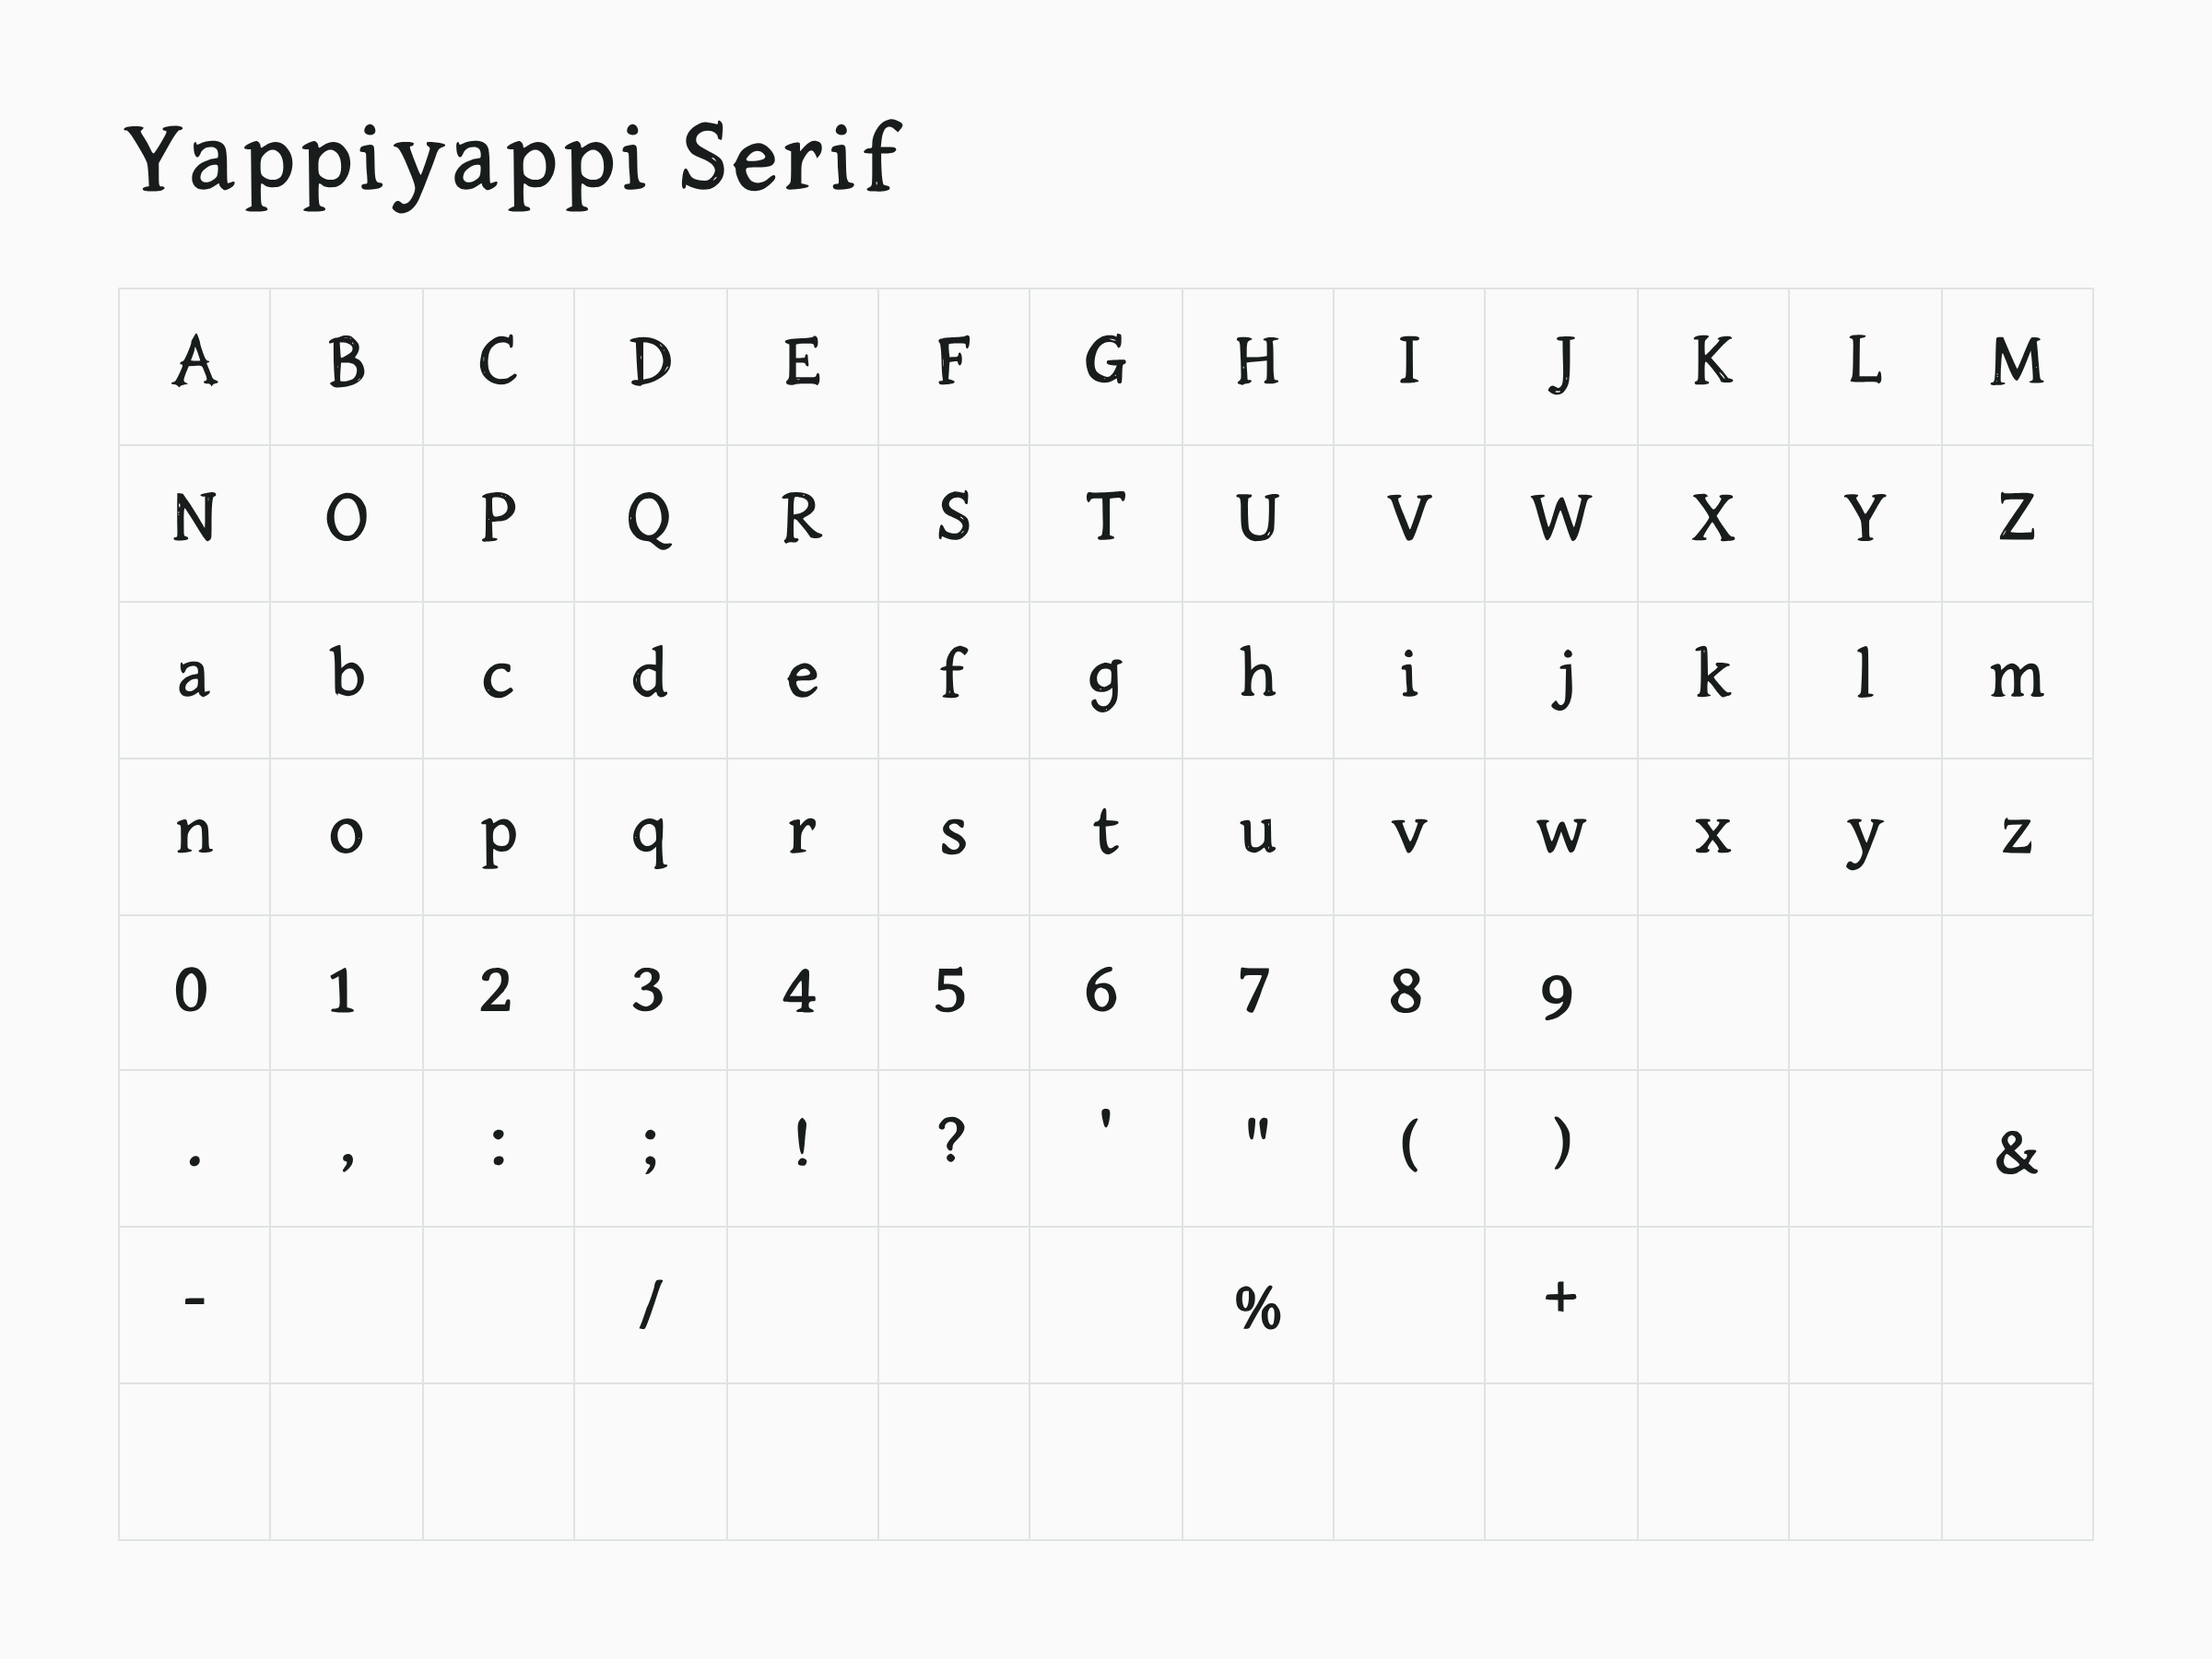 Yappiyappi Serif
A B C D E F G H I J K L M
N O P Q R S T U V W X Y Z
a b c d e f g h i j k l m
n o p q r s t u v w x y z
0 1 2 3 4 5 6 7 8 9
. , : ; ! ? ' " ( ) &
- / % +